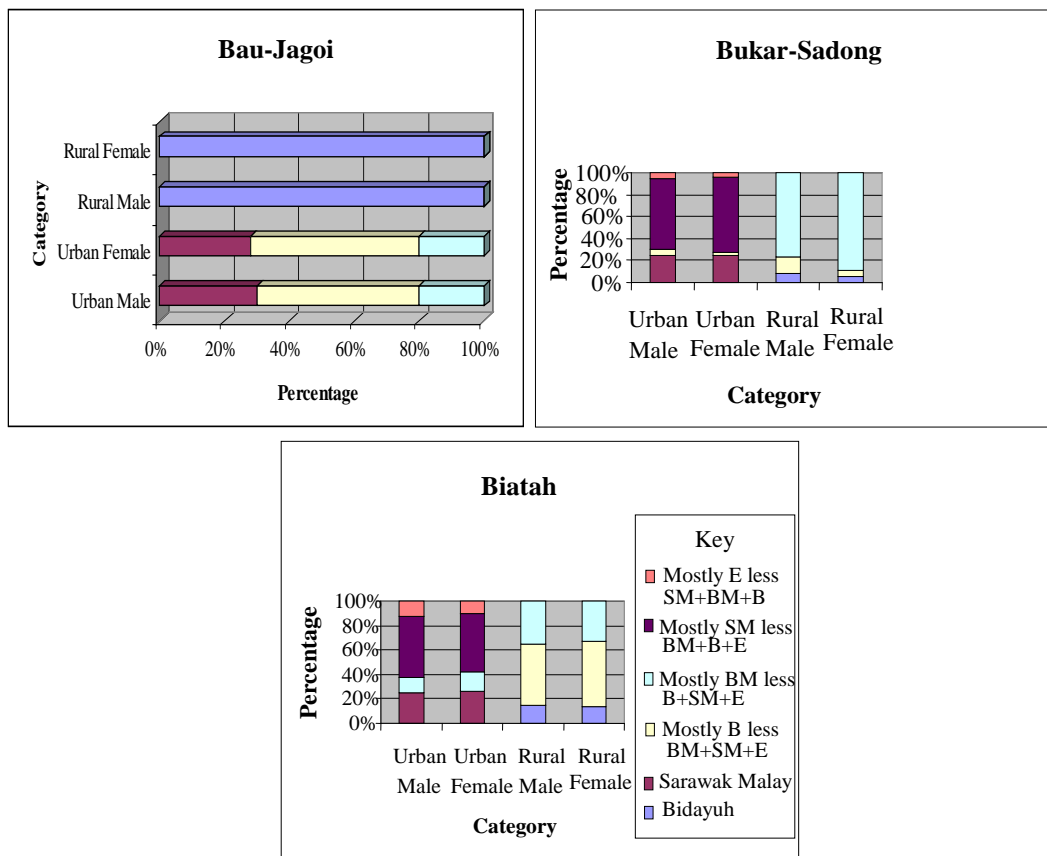 Bau-Jagoi
Category
Rural Female
Rural Male
Urban Female
Urban Male
0% 20% 40% 60% 80% 100%
Percentage
Bukar-Sadong
Percentage
100%
80%
60%
40%
20%
0%
Urban Male
Urban Female
Rural Male
Rural Female
Category
Biatah
Percentage
100%
80%
60%
40%
20%
0%
Urban Male
Urban Female
Rural Male
Rural Female
Category
Key
Mostly E less
SM+BM+B
Mostly SM less
BM+B+E
Mostly BM less
B+SM+E
Mostly B less
BM+SM+E
Sarawak Malay
Bidayuh